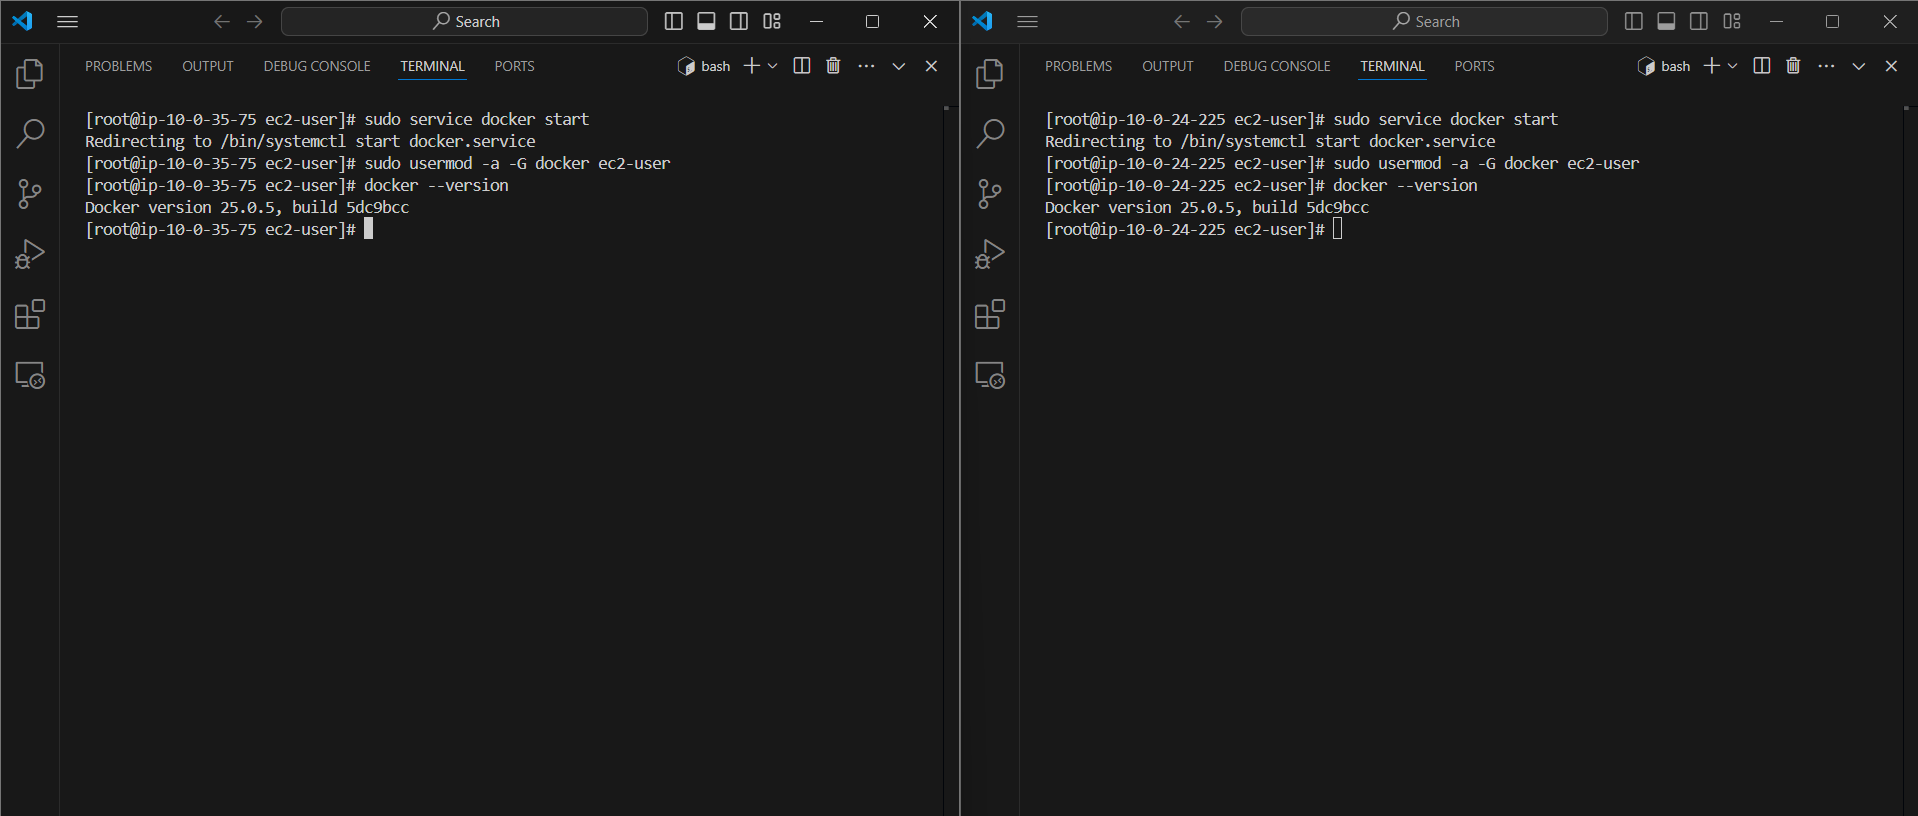 Search
PROBLEMS OUTPUT DEBUG CONSOLE TERMINAL PORTS bash
[root@ip-10-0-35-75 ec2-user]# sudo service docker start
Redirecting to /bin/systemctl start docker.service
[root@ip-10-0-35-75 ec2-user]# sudo usermod -a -G docker ec2-user
[root@ip-10-0-35-75 ec2-user]# docker --version
Docker version 25.0.5, build 5dc9bcc
[root@ip-10-0-35-75 ec2-user]#
Search
PROBLEMS OUTPUT DEBUG CONSOLE TERMINAL PORTS bash
[root@ip-10-0-24-225 ec2-user]# sudo service docker start
Redirecting to /bin/systemctl start docker.service
[root@ip-10-0-24-225 ec2-user]# sudo usermod -a -G docker ec2-user
[root@ip-10-0-24-225 ec2-user]# docker --version
Docker version 25.0.5, build 5dc9bcc
[root@ip-10-0-24-225 ec2-user]#